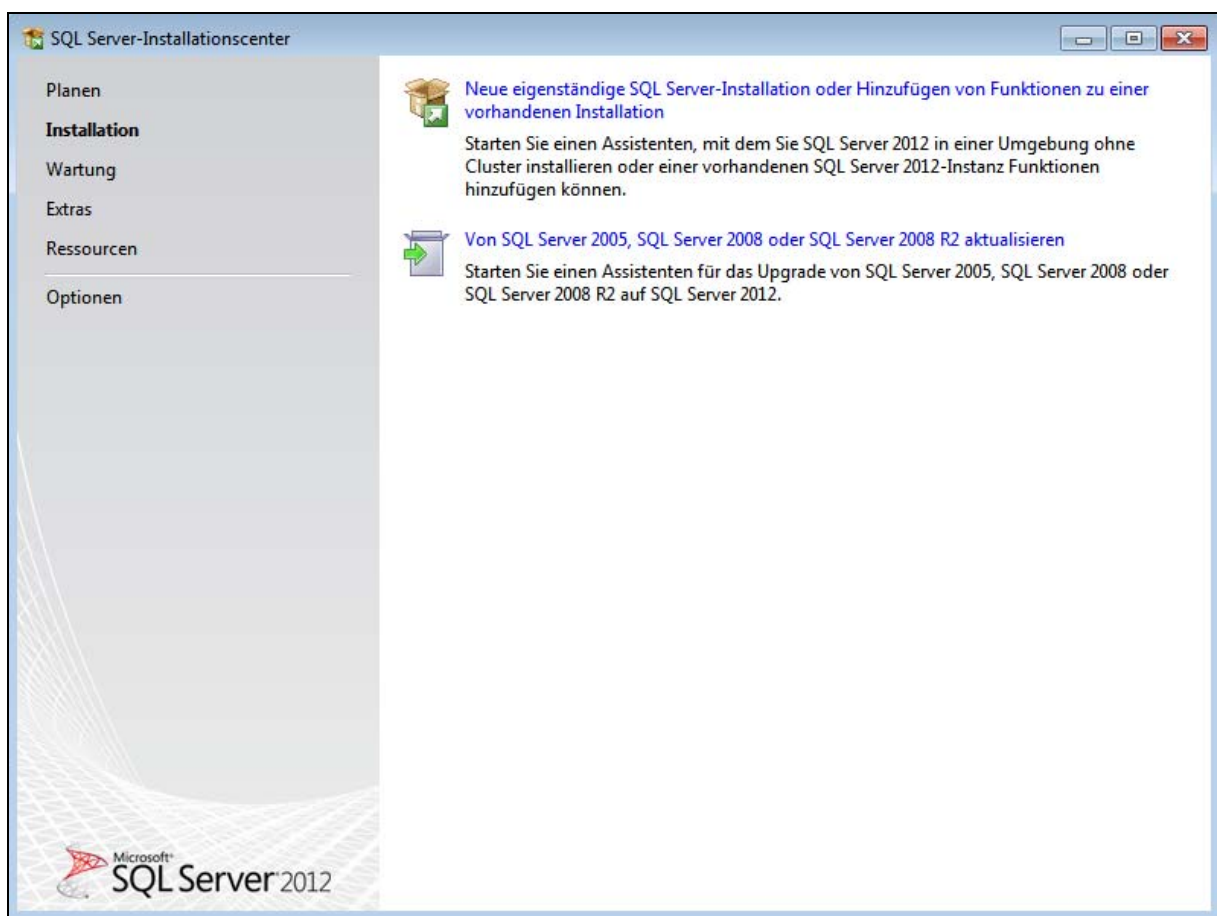 SQL Server-Installationscenter
Planen
Installation
Wartung
Extras
Ressourcen
Optionen
Neue eigenständige SQL Server-Installation oder Hinzufügen von Funktionen zu einer
vorhandenen Installation
Starten Sie einen Assistenten, mit dem Sie SQL Server 2012 in einer Umgebung ohne
Cluster installieren oder einer vorhandenen SQL Server 2012-Instanz Funktionen
hinzufügen können.
Von SQL Server 2005, SQL Server 2008 oder SQL Server 2008 R2 aktualisieren
Starten Sie einen Assistenten für das Upgrade von SQL Server 2005, SQL Server 2008 oder
SQL Server 2008 R2 auf SQL Server 2012.
Microsoft®
SQL Server 2012